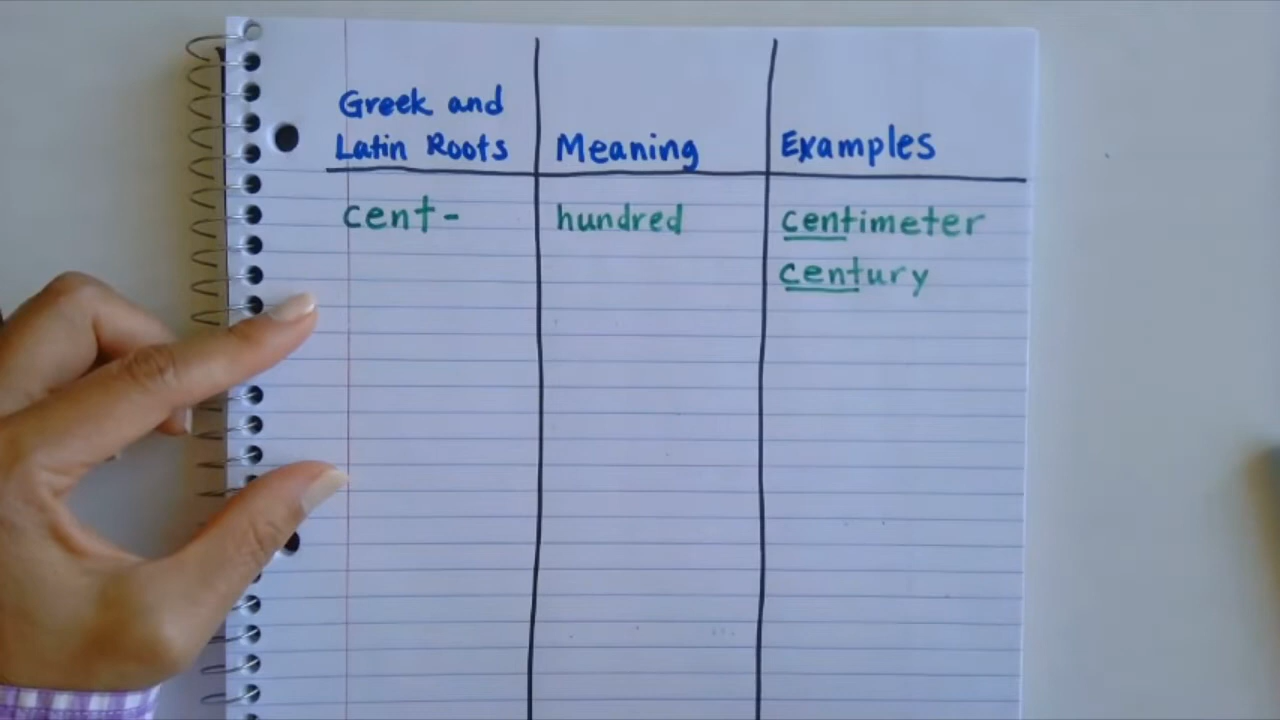 Greek and
Latin Roots
Meaning
Examples
cent-
hundred
centimeter
century